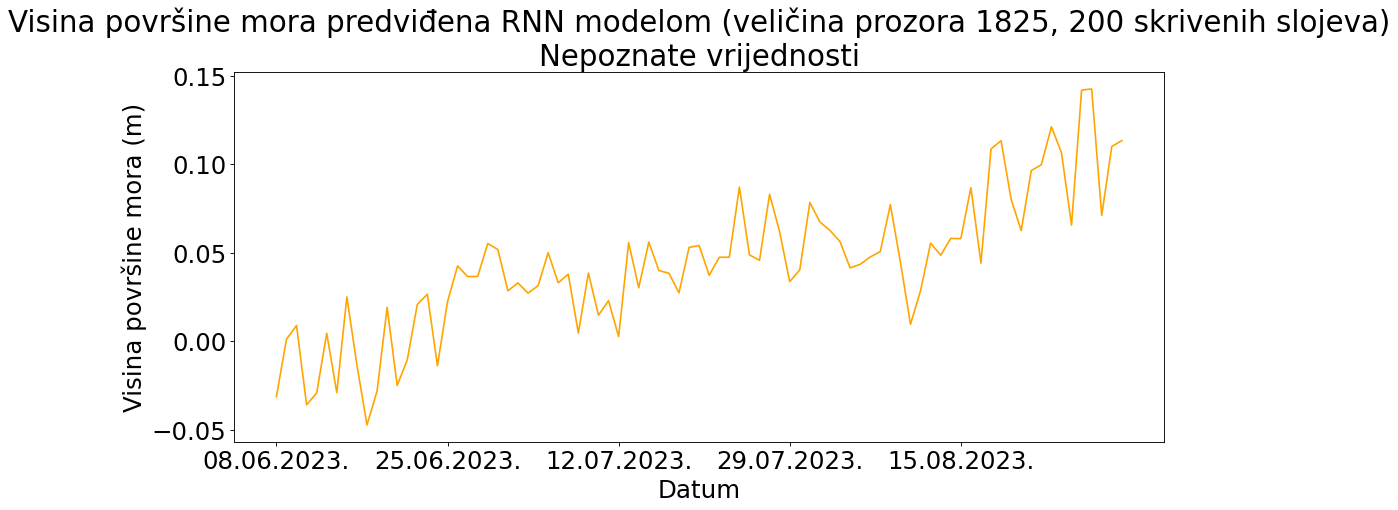 Visina površine mora predviđena RNN modelom (veličina prozora 1825, 200 skrivenih slojeva)
Nepoznate vrijednosti
Visina površine mora (m)
0.15
0.10
0.05
0.00
−0.05
08.06.2023. 25.06.2023. 12.07.2023. 29.07.2023. 15.08.2023.
Datum